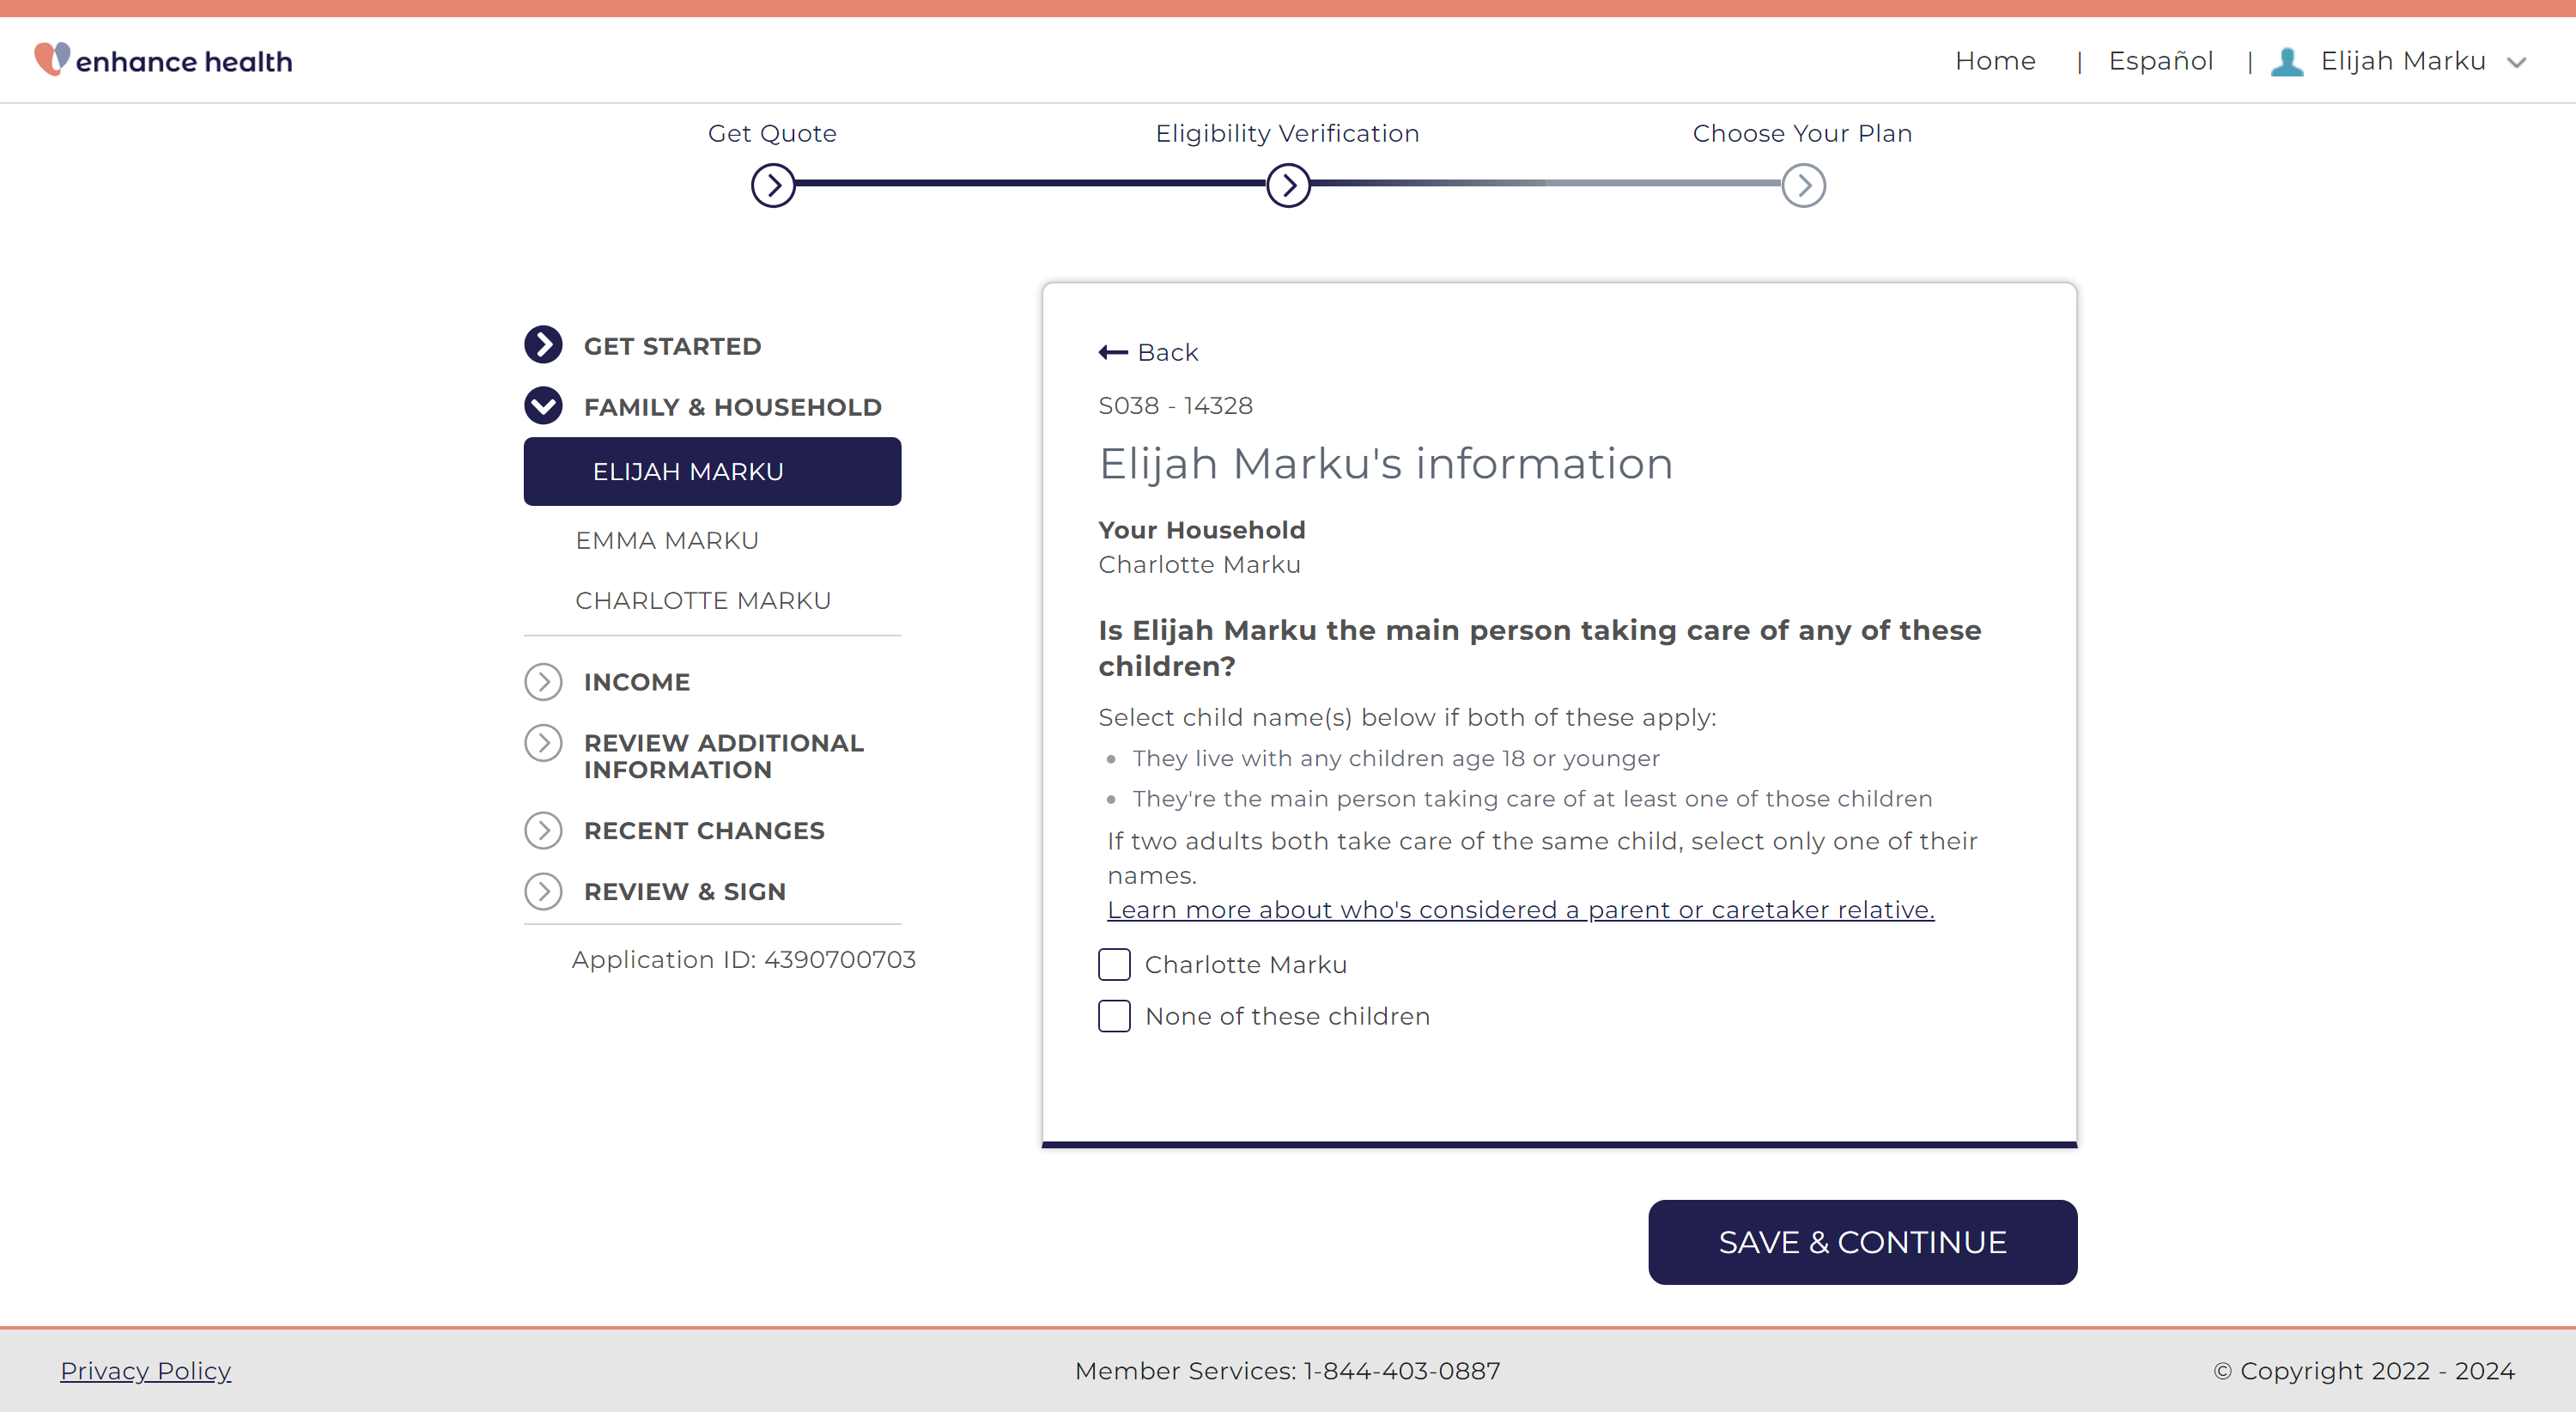 enhance health
Home | Español | Elijah Marku
Get Quote
Eligibility Verification
Choose Your Plan
GET STARTED
FAMILY & HOUSEHOLD
ELIJAH MARKU
EMMA MARKU
CHARLOTTE MARKU
INCOME
REVIEW ADDITIONAL
INFORMATION
RECENT CHANGES
REVIEW & SIGN
Application ID: 4390700703
Back
S038 - 14328
Elijah Marku's information
Your Household
Charlotte Marku
Is Elijah Marku the main person taking care of any of these
children?
Select child name(s) below if both of these apply:
• They live with any children age 18 or younger
• They're the main person taking care of at least one of those children
If two adults both take care of the same child, select only one of their
names.
Learn more about who's considered a parent or caretaker relative.
Charlotte Marku
None of these children
SAVE & CONTINUE
Privacy Policy
Member Services: 1-844-403-0887
© Copyright 2022 - 2024